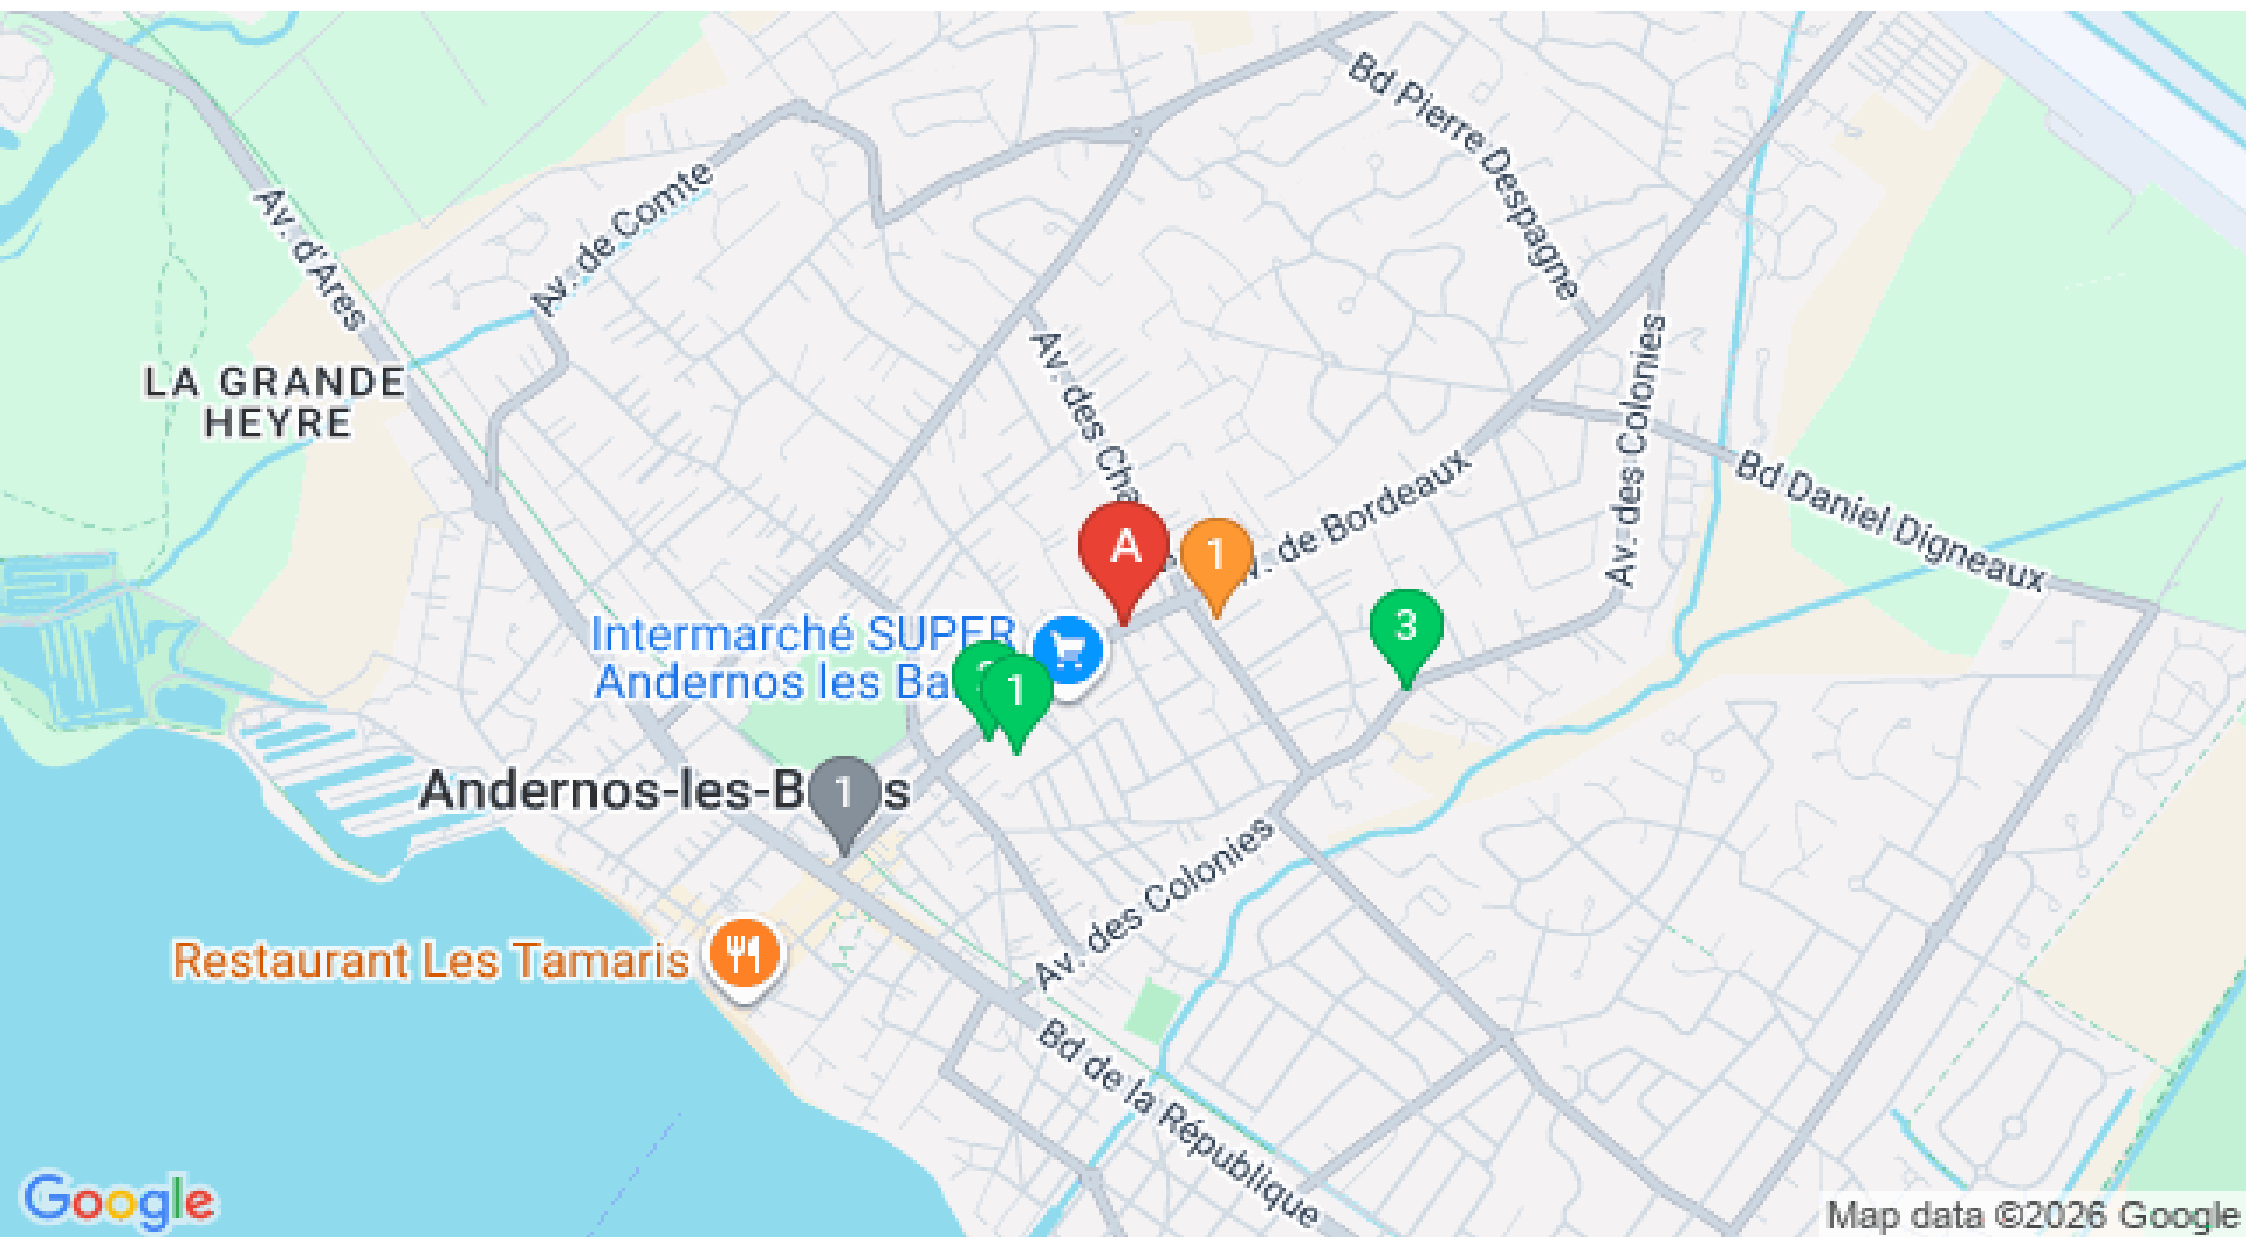 Bd Pierre Despagne
Av. d'Ares
Av. de Comte
LA GRANDE
HEYRE
Av. des
Av. des Colonies
Bd Daniel Digneaux
de Bordeaux
A
1
3
Intermarché SUPER
Andernos les
1
Andernos-les-
1
Av. des Colonies
Restaurant Les Tamaris
Bd de la République
Google
Map data ©2026 Google